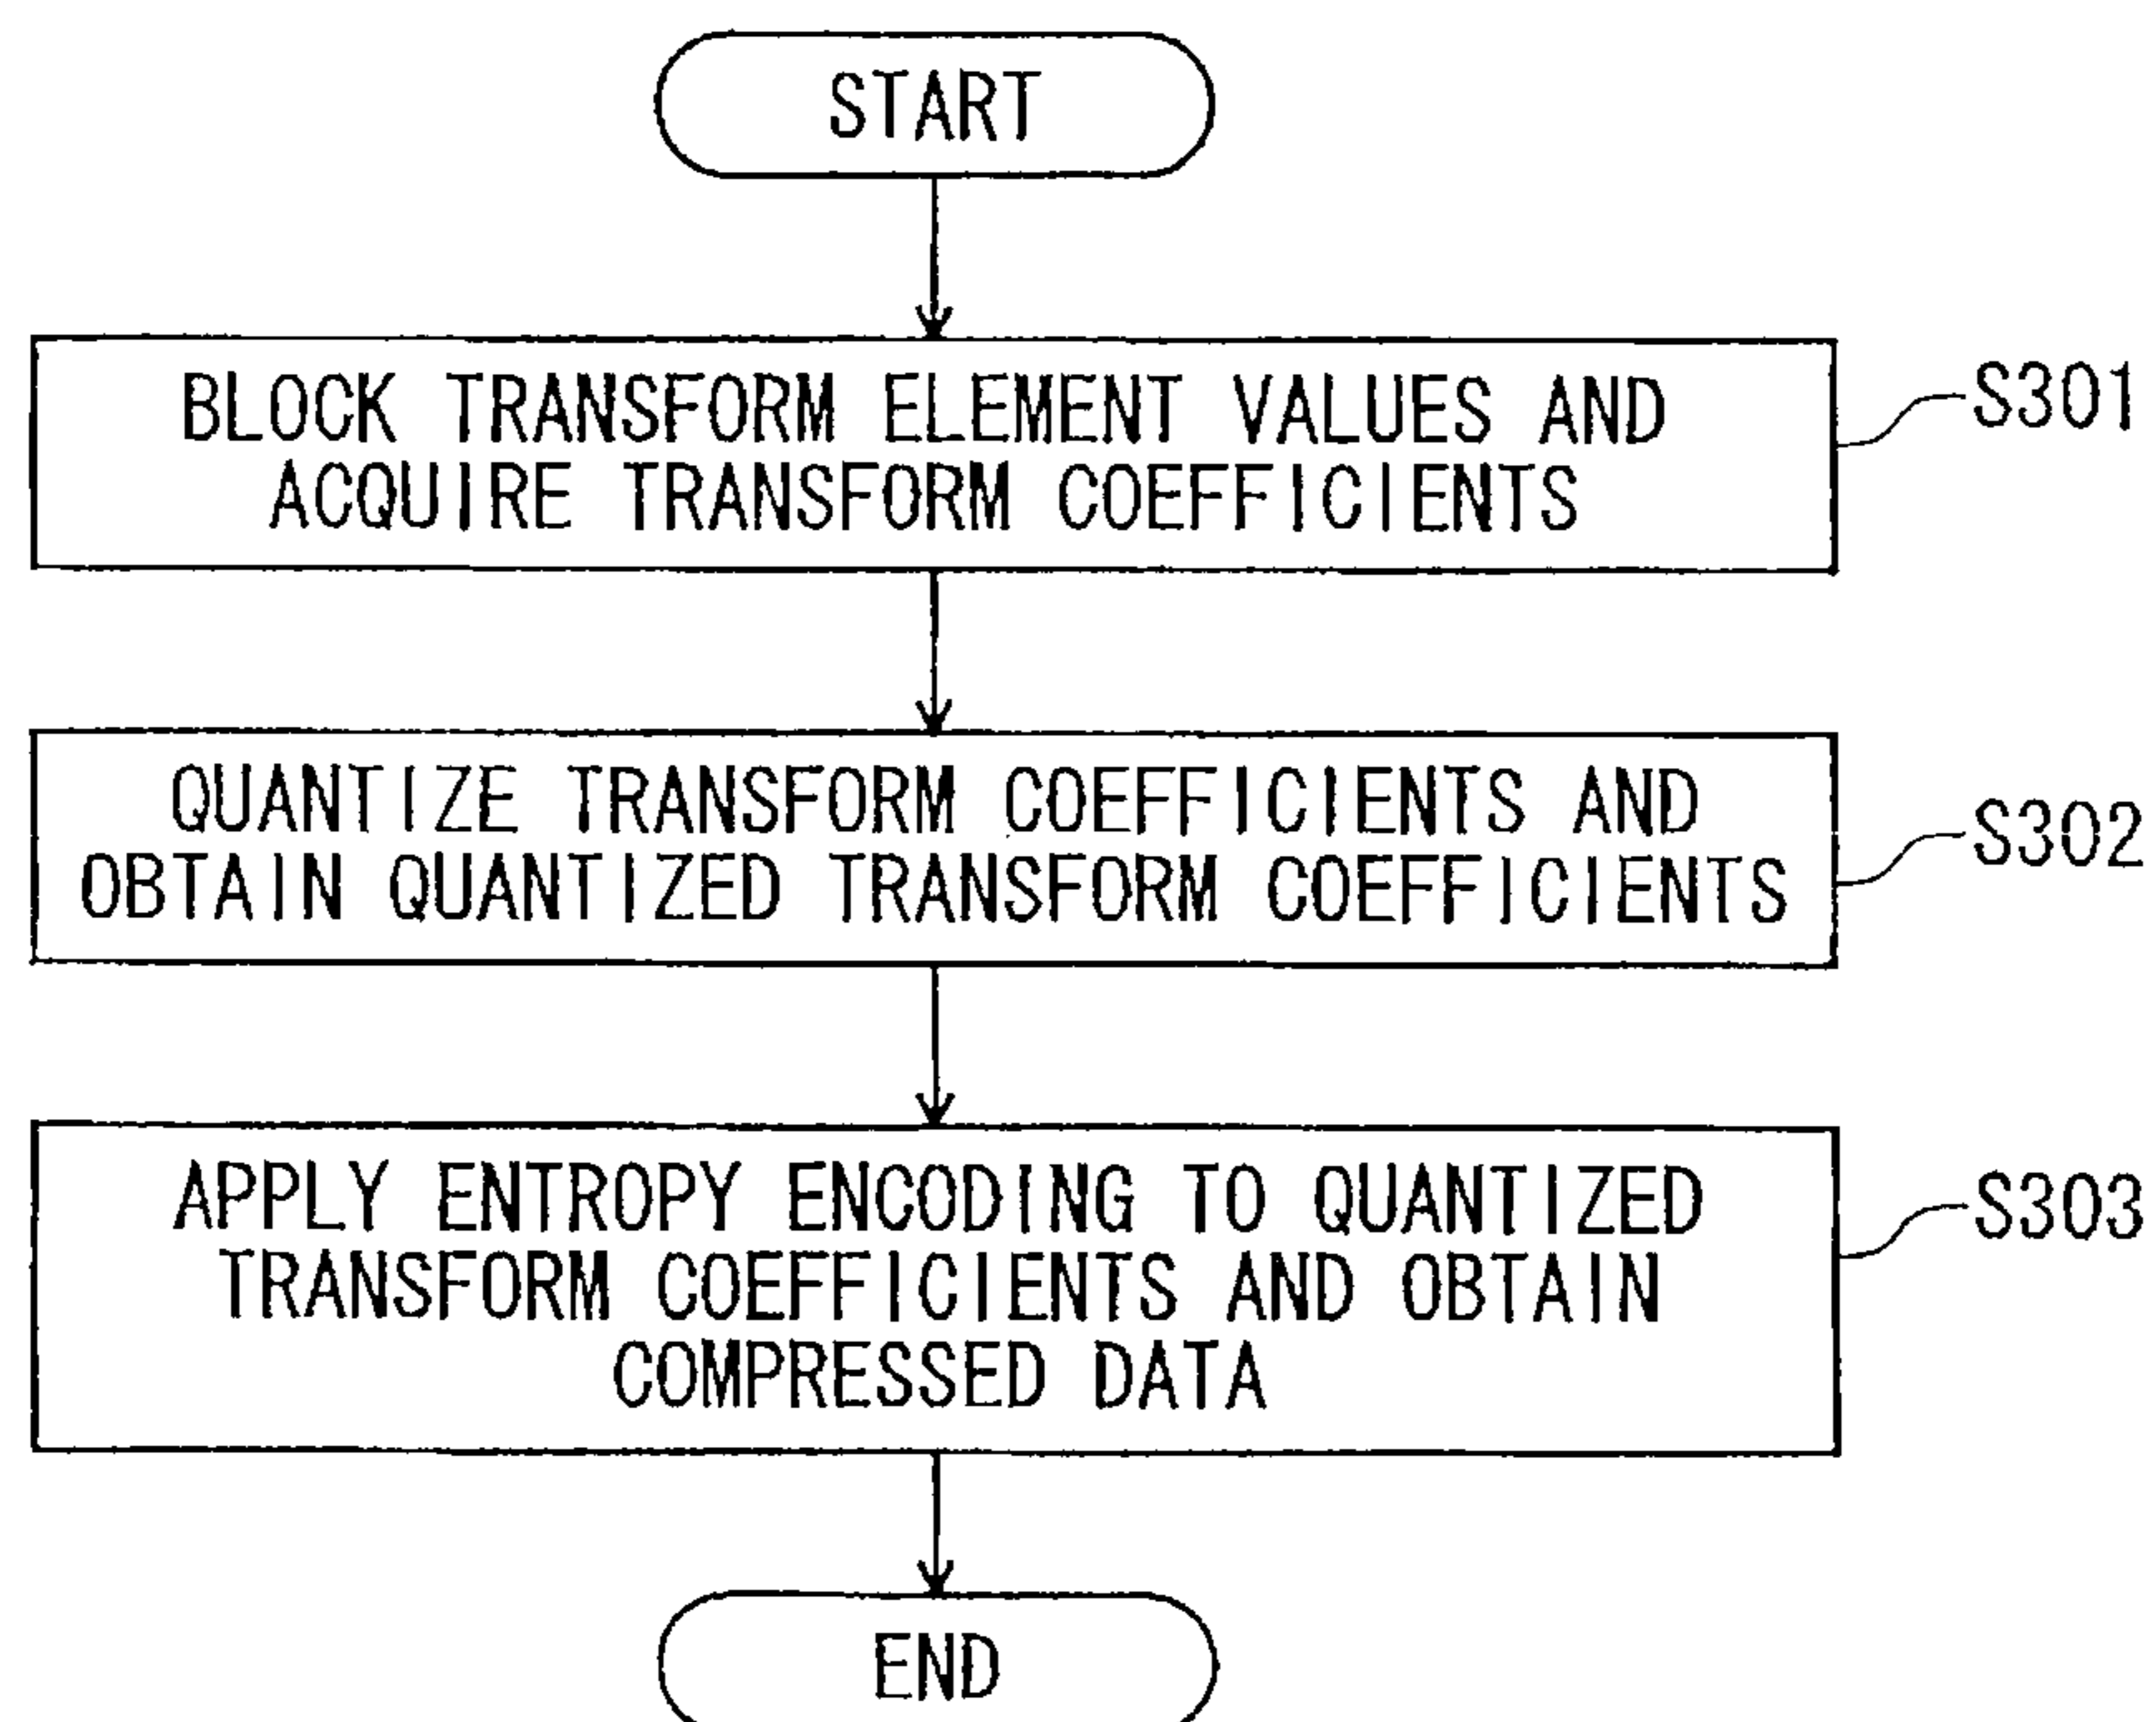 START
BLOCK TRANSFORM ELEMENT VALUES AND
ACQUIRE TRANSFORM COEFFICIENTS
S301
QUANTIZE TRANSFORM COEFFICIENTS AND
OBTAIN QUANTIZED TRANSFORM COEFFICIENTS
S302
APPLY ENTROPY ENCODING TO QUANTIZED
TRANSFORM COEFFICIENTS AND OBTAIN
COMPRESSED DATA
S303
END